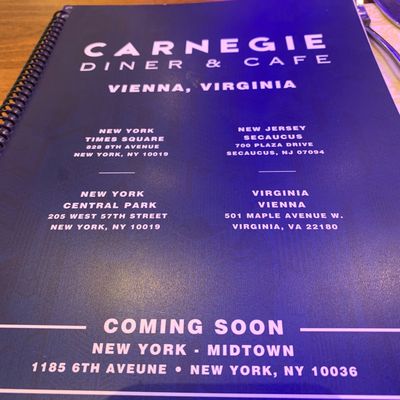 CARNEGIE
DINER & CAFE
VIENNA, VIRGINIA
NEW YORK
TIMES SQUARE
828 8TH AVENUE
NEW YORK, NY 10019
NEW JERSEY
SECAUCUS
700 PLAZA DRIVE
SECAUCUS, NJ 07094
NEW YORK
CENTRAL PARK
205 WEST 57TH STREET
NEW YORK, NY 10019
VIRGINIA
VIENNA
501 MAPLE AVENUE W.
VIRGINIA, VA 22180
COMING SOON
NEW YORK - MIDTOWN
1185 6TH AVEUNE • NEW YORK, NY 10036